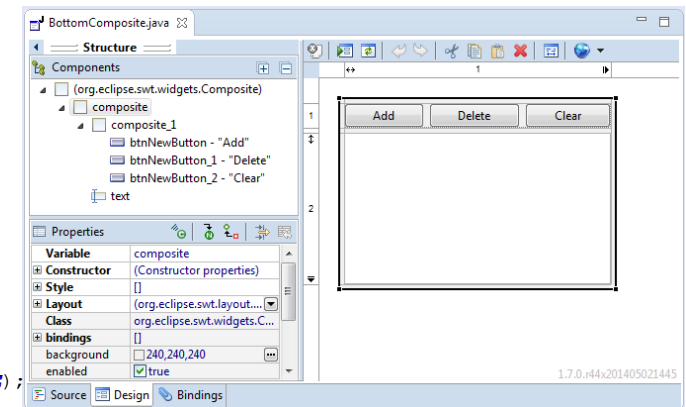 BottomComposite.java
Structure
Components
(org.eclipse.swt.widgets.Composite)
composite
composite_1
btnNewButton - "Add"
btnNewButton_1 - "Delete"
btnNewButton_2 - "Clear"
text
Properties
Variable composite
Constructor (Constructor properties)
Style []
Layout (org.eclipse.swt.layout....
Class org.eclipse.swt.widgets.C...
bindings []
background 240,240,240 ...
enabled true
Source Design Bindings
1
1
2
Add Delete Clear
1.7.0.r44x201405021445
);